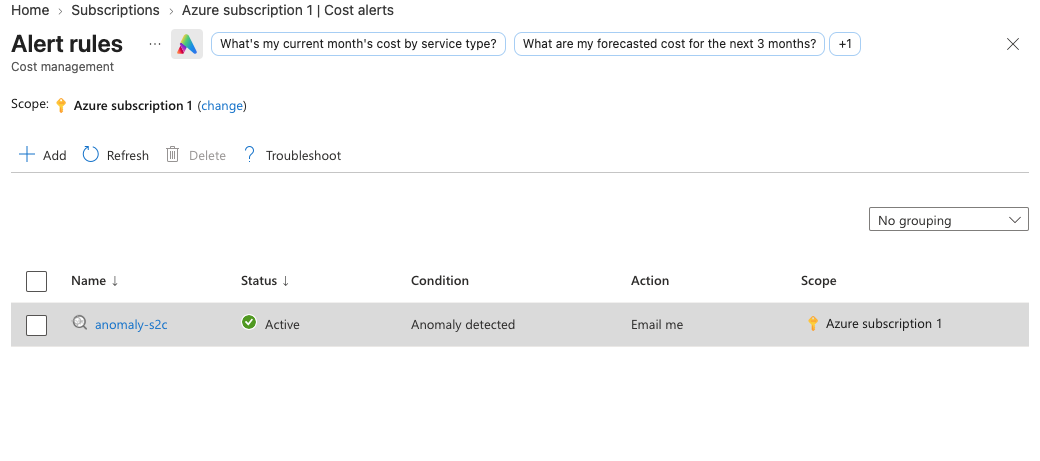 Home > Subscriptions > Azure subscription 1 | Cost alerts
Alert rules ... What's my current month's cost by service type? What are my forecasted cost for the next 3 months? +1
Cost management
Scope: Azure subscription 1 (change)
Add Refresh Delete ? Troubleshoot
No grouping
Name ↓ Status ↓ Condition Action Scope
anomaly-s2c Active Anomaly detected Email me Azure subscription 1